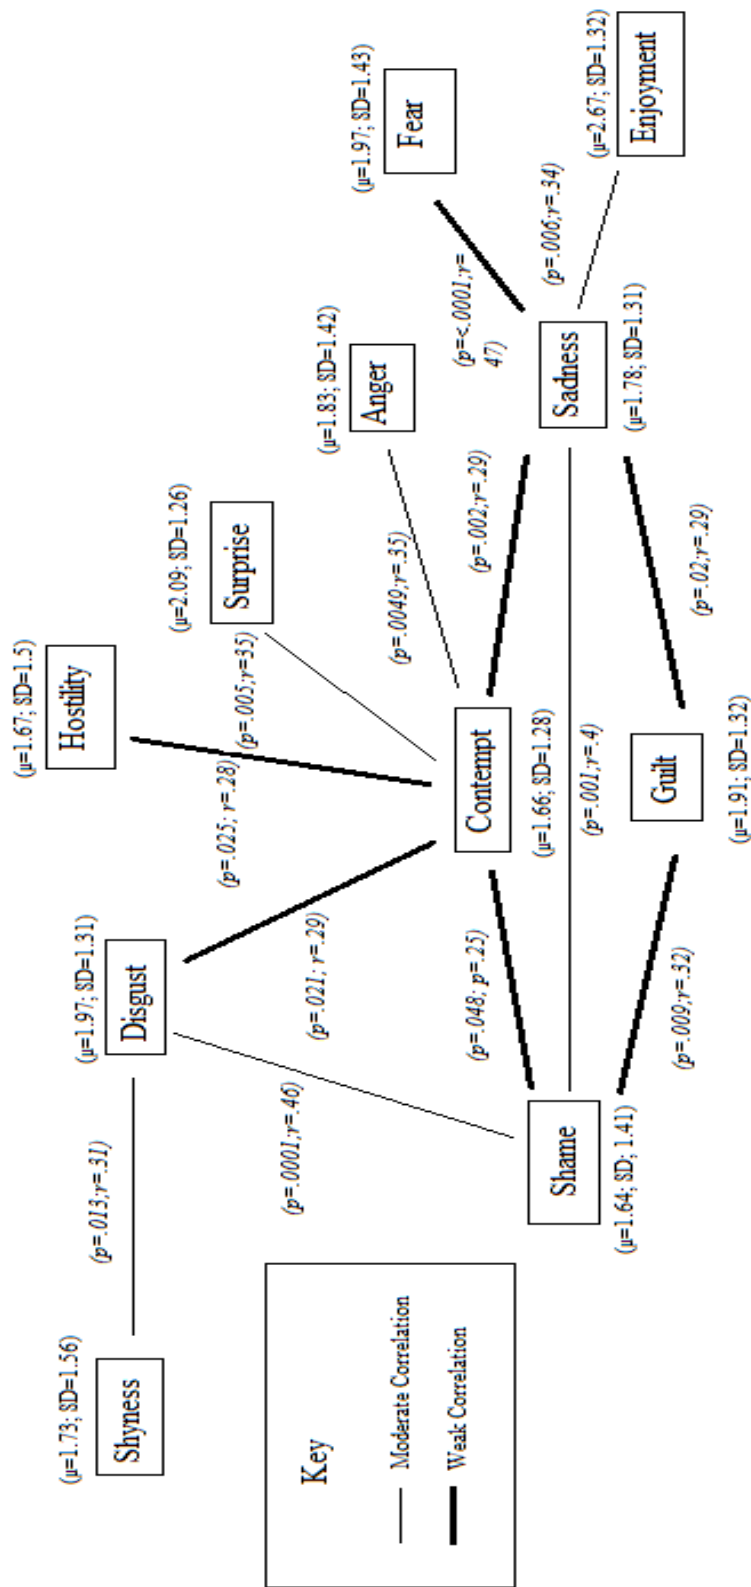 (μ=1.67; SD=1.5)
Hostility
(μ=1.97; SD=1.31)
Disgust
(μ=1.73; SD=1.56)
Shyness
(p=.013;r=.31)
(μ=2.09; SD=1.26)
Surprise
(p=.005;r=35)
(p=.025; r=.28)
(μ=1.83; SD=1.42)
Anger
(μ=1.97; SD=1.43)
Fear
(p=.0001;r=.46)
(p=.021; r=.29)
(p=.0049;r=.35)
(p=<.0001;r=
47)
(p=.006;r=.34)
(μ=2.67; SD=1.32)
Enjoyment
Contempt
(μ=1.66; SD=1.28)
(p=.002;r=.29)
Sadness
(μ=1.78; SD=1.31)
(p=.048; p=.25)
Shame
(μ=1.64; SD; 1.41)
(p=.001;r=.4)
(p=.009;r=.32)
Guilt
(μ=1.91; SD=1.32)
(p=.02;r=.29)
Key
Moderate Correlation
Weak Correlation